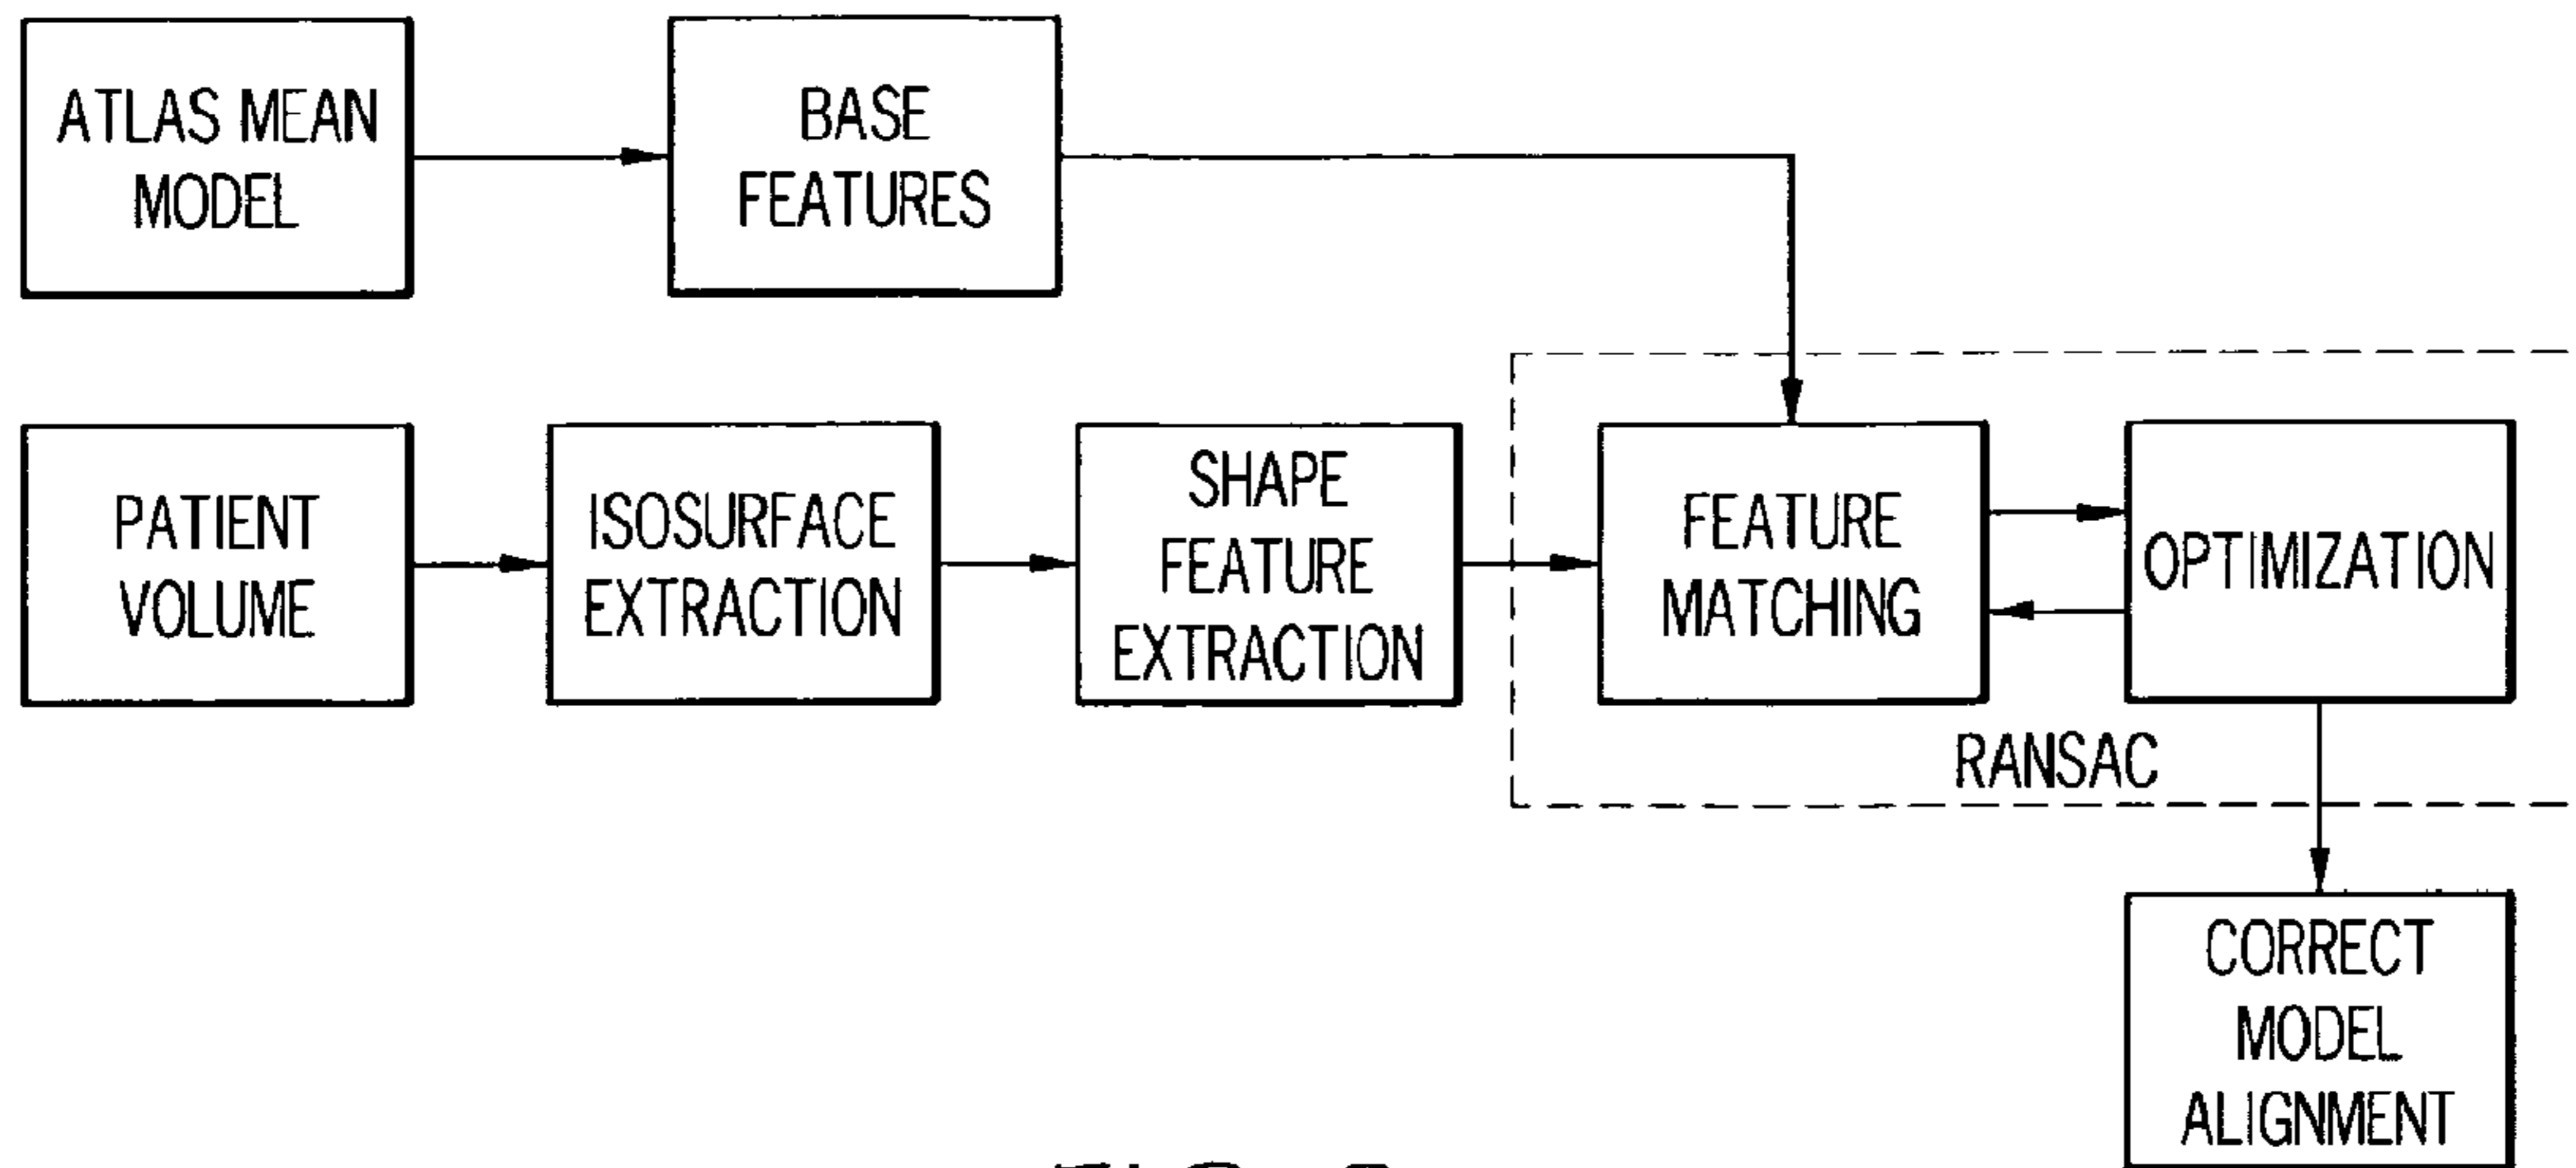 ATLAS MEAN
MODEL
BASE
FEATURES
PATIENT
VOLUME
ISOSURFACE
EXTRACTION
SHAPE
FEATURE
EXTRACTION
FEATURE
MATCHING
OPTIMIZATION
RANSAC
CORRECT
MODEL
ALIGNMENT